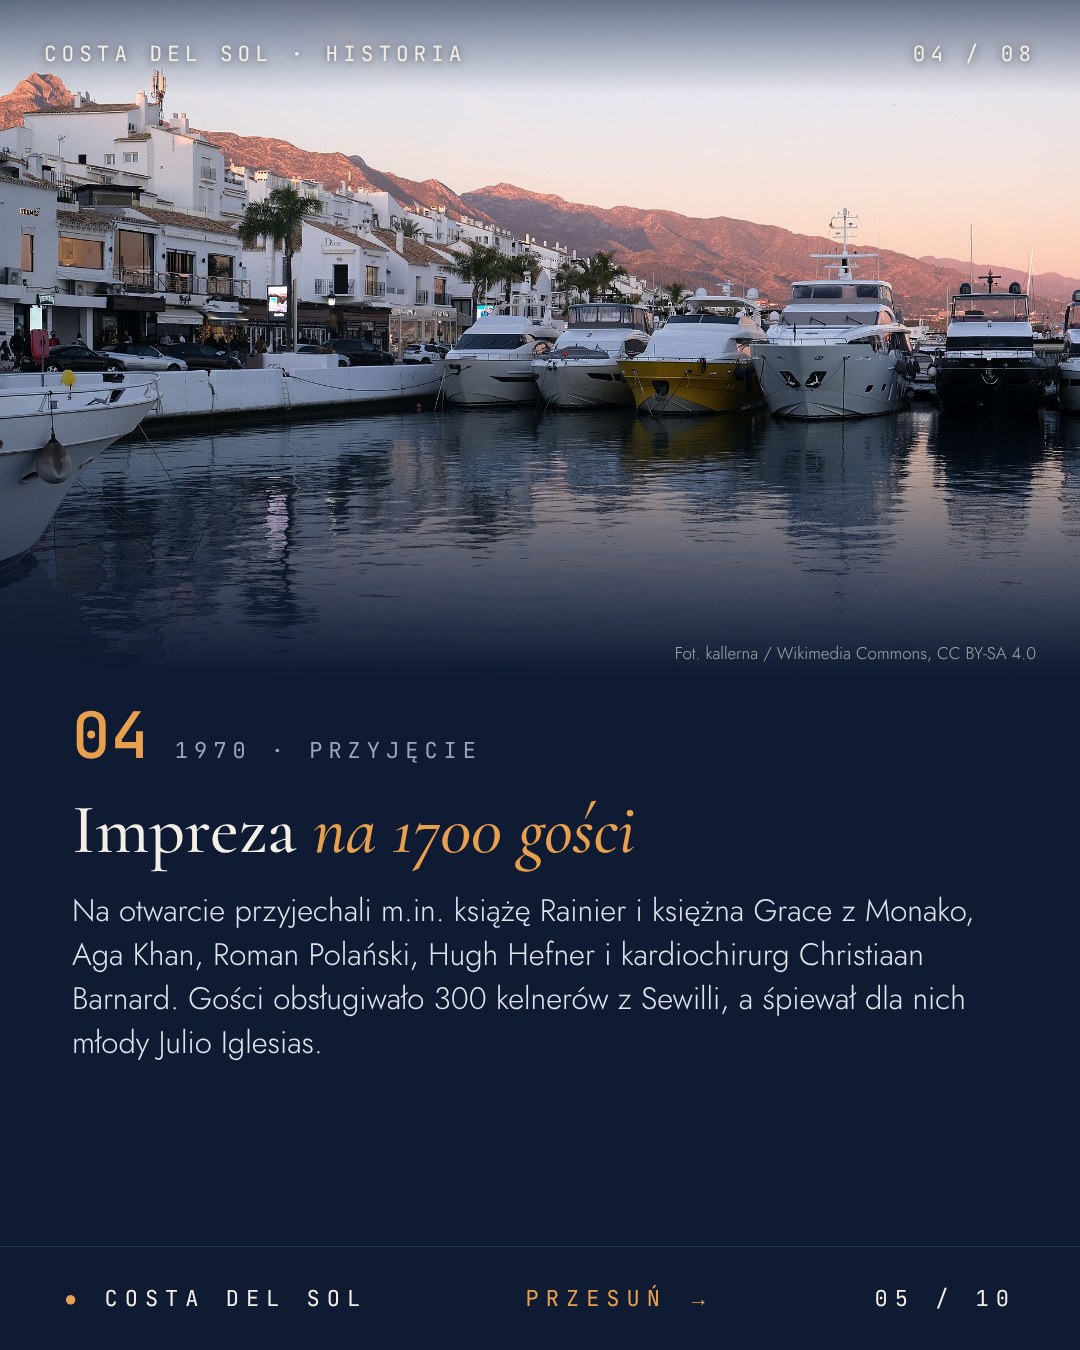 COSTA DEL SOL · HISTORIA
04 / 08
Dior
Fot. kallerna / Wikimedia Commons, CC BY-SA 4.0
04 1970 · PRZYJĘCIE
Impreza na 1700 gości
Na otwarcie przyjechali m.in. książę Rainier i księżna Grace z Monako,
Aga Khan, Roman Polański, Hugh Hefner i kardiochirurg Christiaan
Barnard. Gości obsługiwało 300 kelnerów z Sewilli, a śpiewał dla nich
młody Julio Iglesias.
● COSTA DEL SOL
PRZESUŃ →
05 / 10